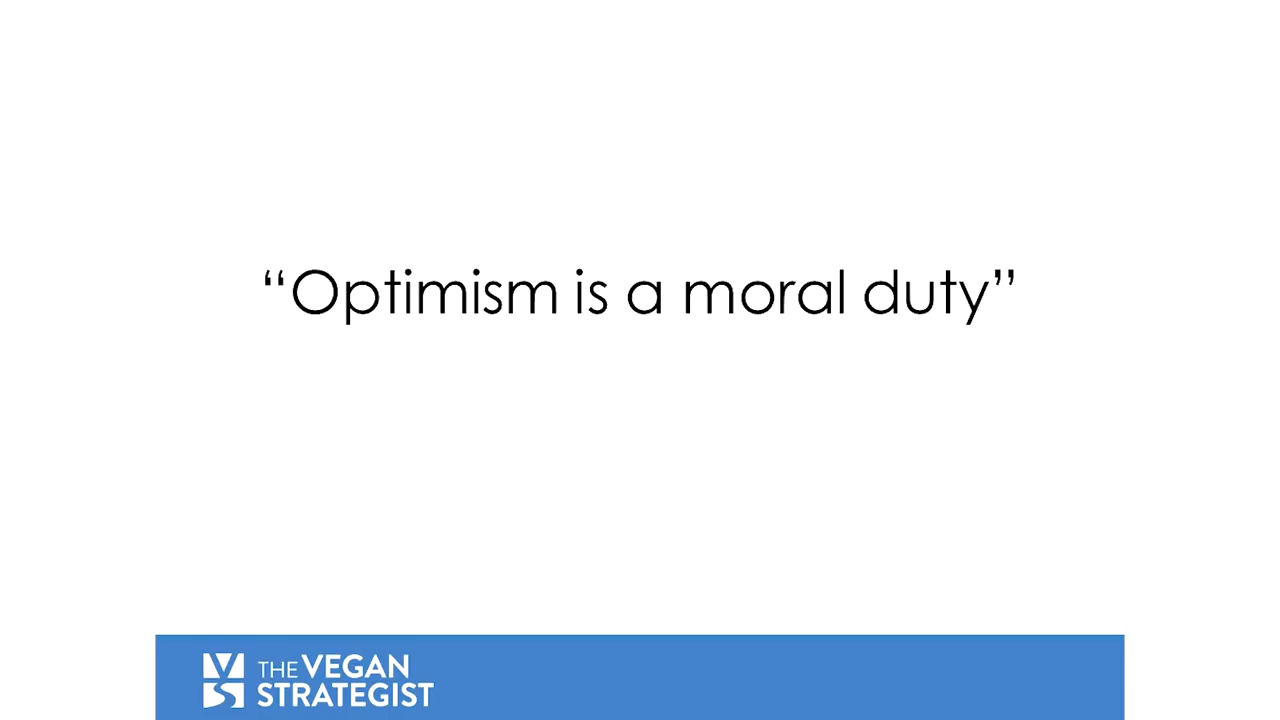 “Optimism is a moral duty”
THE VEGAN
STRATEGIST